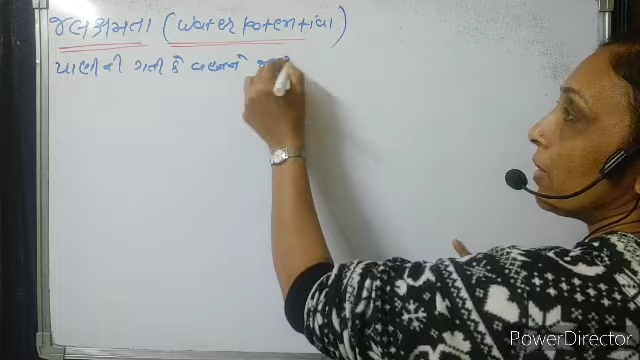 જલક્ષમતા (Water potential)
પાણીની ગતી કે વહનને
PowerDirector